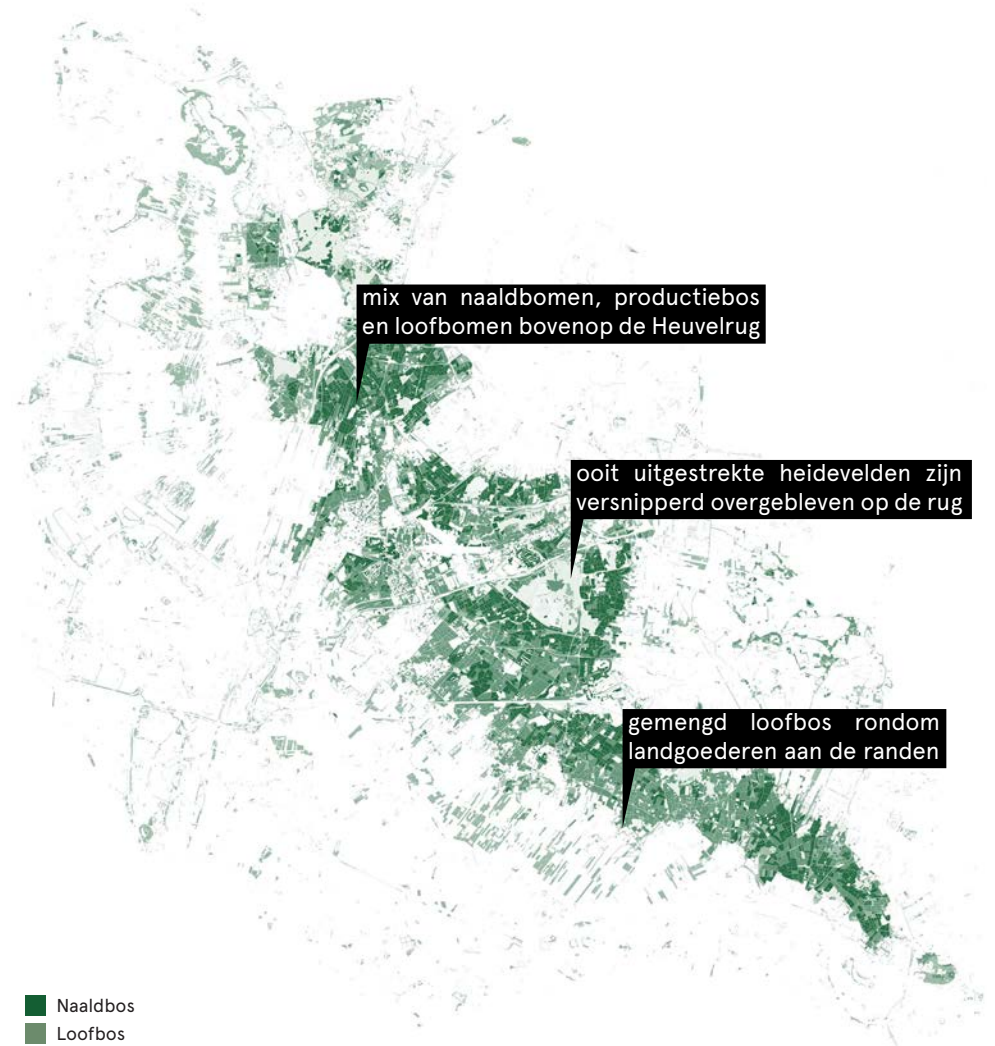 mix van naaldbomen, productiebos
en loofbomen bovenop de Heuvelrug
ooit uitgestrekte heidevelden zijn
versnipperd overgebleven op de rug
gemengd loofbos rondom
landgoederen aan de randen
Naaldbos
Loofbos